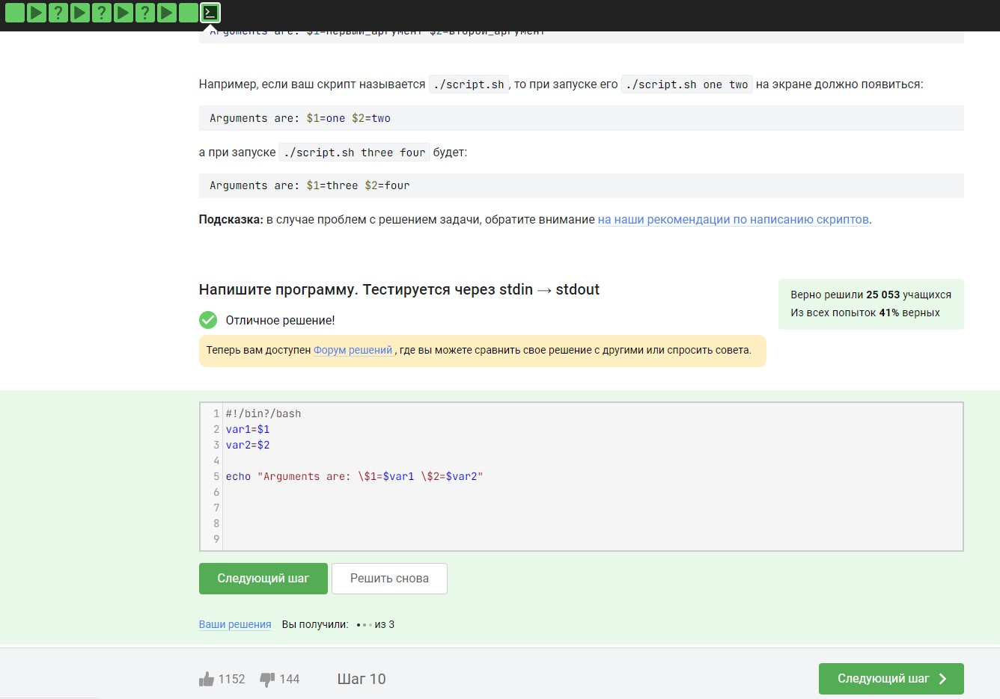 Arguments are: $1=первый_аргумент $2=второй_аргумент
Например, если ваш скрипт называется ./script.sh, то при запуске его ./script.sh one two на экране должно появиться:
Arguments are: $1=one $2=two
а при запуске ./script.sh three four будет:
Arguments are: $1=three $2=four
Подсказка: в случае проблем с решением задачи, обратите внимание на наши рекомендации по написанию скриптов.
Напишите программу. Тестируется через stdin → stdout
Верно решили 25 053 учащихся
Из всех попыток 41% верных
Отличное решение!
Теперь вам доступен Форум решений, где вы можете сравнить свое решение с другими или спросить совета.
1 #!/bin?/bash
2 var1=$1
3 var2=$2
4
5 echo "Arguments are: \$1=$var1 \$2=$var2"
6
7
8
9
Следующий шаг Решить снова
Ваши решения Вы получили: из 3
1152 144 Шаг 10 Следующий шаг